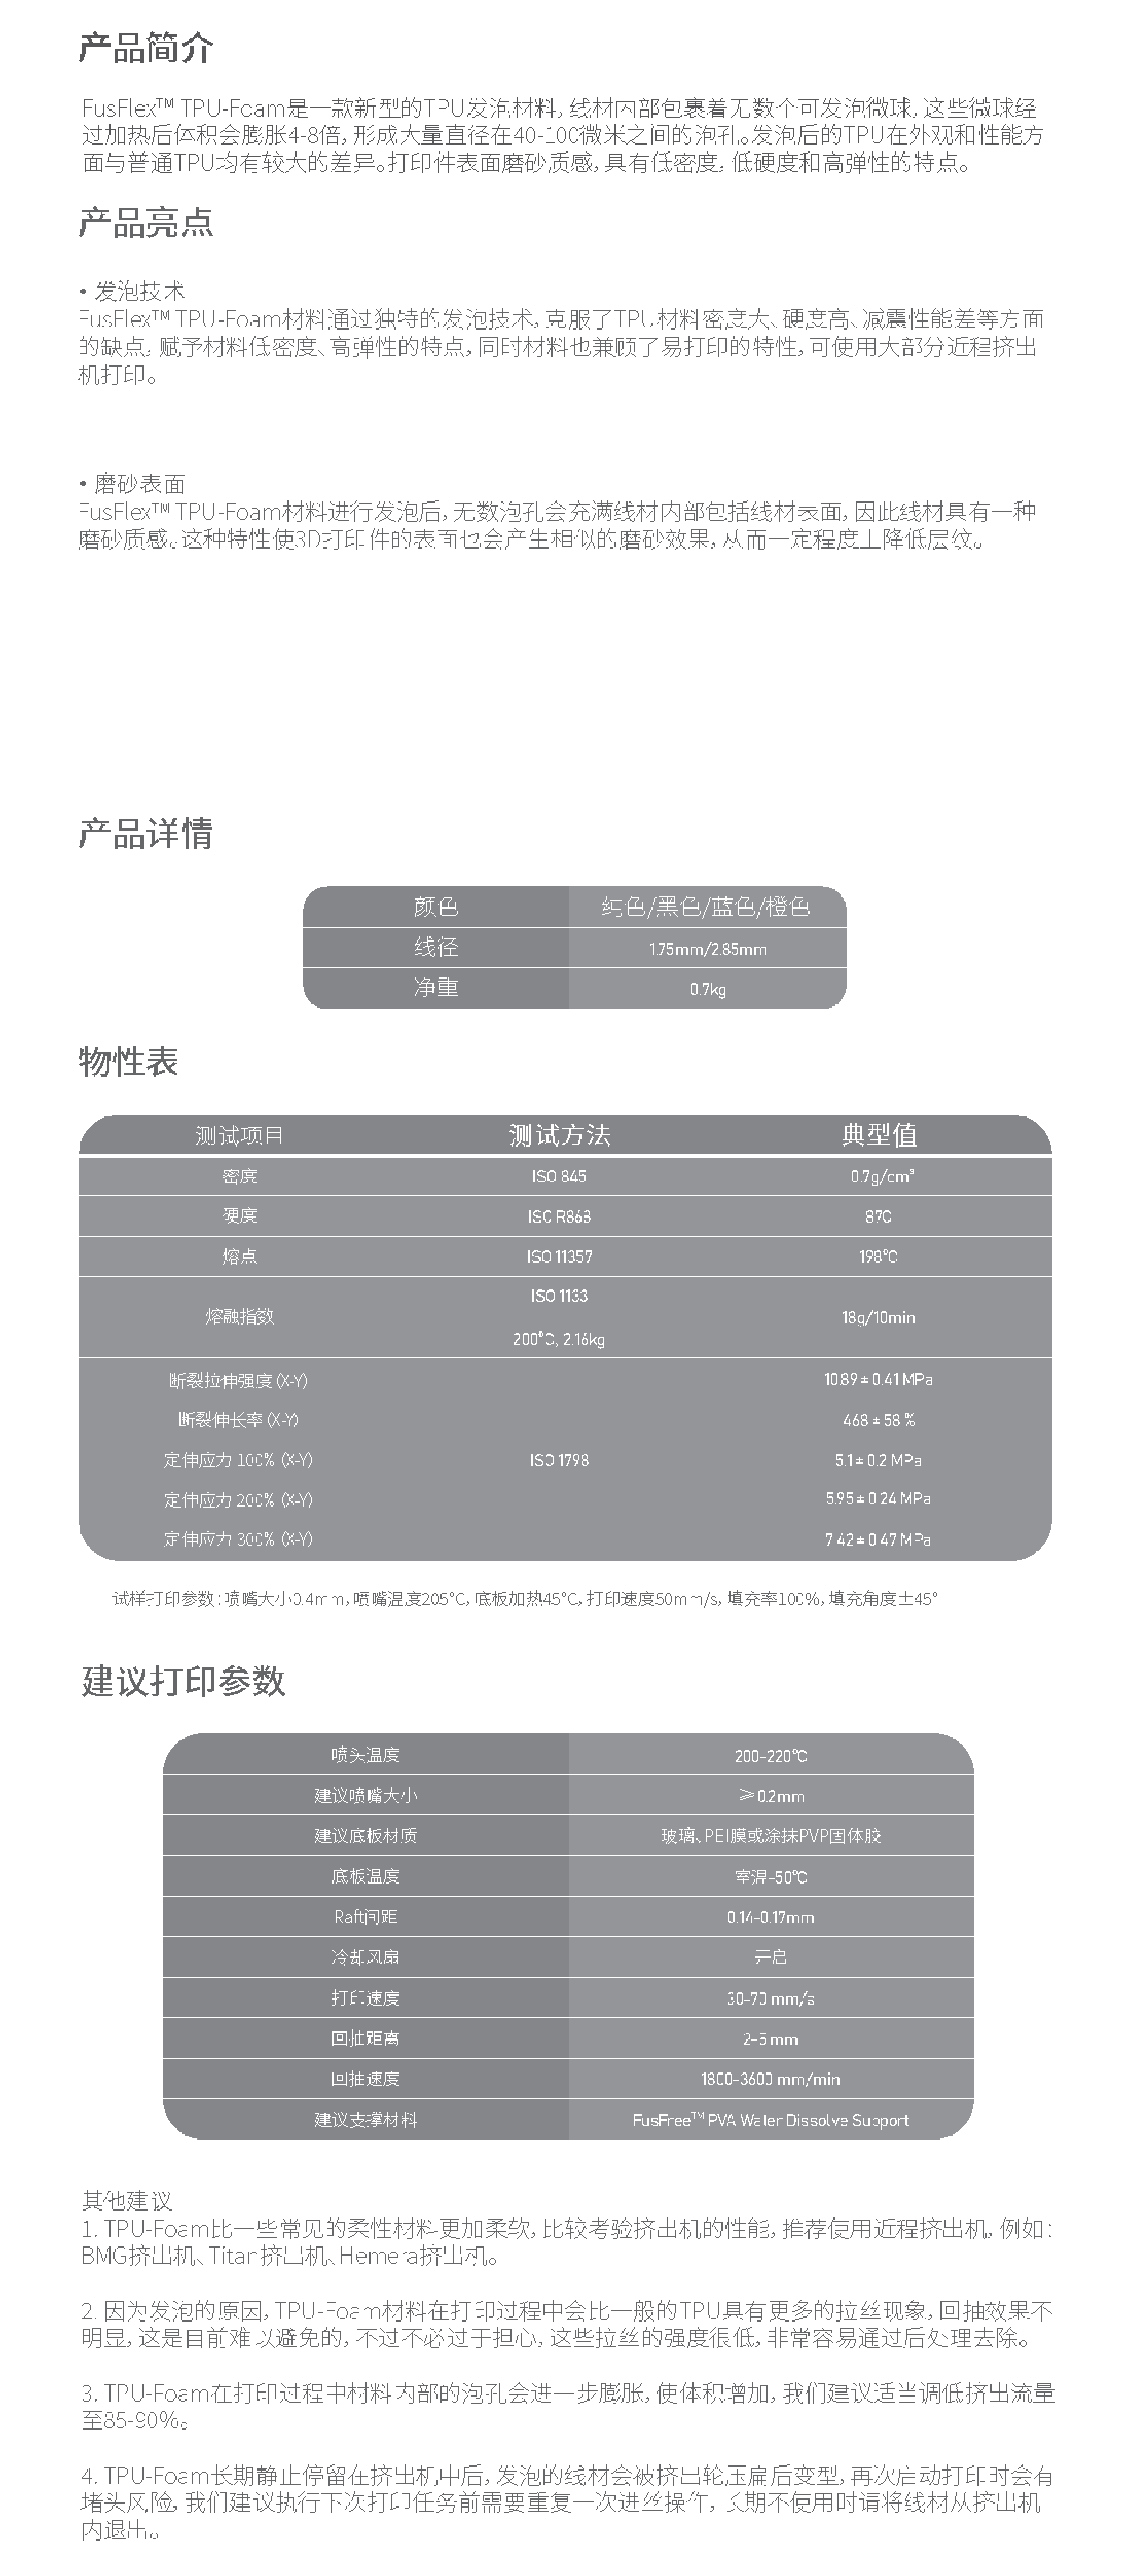 产品简介
FusFlex™ TPU-Foam是一款新型的TPU发泡材料，线材内部包裹着无数个可发泡微球，这些微球经
过加热后体积会膨胀4-8倍，形成大量直径在40-100微米之间的泡孔。发泡后的TPU在外观和性能方
面与普通TPU均有较大的差异。打印件表面磨砂质感，具有低密度，低硬度和高弹性的特点。
产品亮点
• 发泡技术
FusFlex™ TPU-Foam材料通过独特的发泡技术，克服了TPU材料密度大、硬度高、减震性能差等方面
的缺点，赋予材料低密度、高弹性的特点，同时材料也兼顾了易打印的特性，可使用大部分近程挤出
机打印。
• 磨砂表面
FusFlex™ TPU-Foam材料进行发泡后，无数泡孔会充满线材内部包括线材表面，因此线材具有一种
磨砂质感。这种特性使3D打印件的表面也会产生相似的磨砂效果，从而一定程度上降低层纹。
产品详情
颜色 纯色/黑色/蓝色/橙色
线径 1.75mm/2.85mm
净重 0.7kg
物性表
测试项目 测试方法 典型值
密度 ISO 845 0.7g/cm³
硬度 ISO R868 87C
熔点 ISO 11357 198°C
熔融指数 ISO 1133 18g/10min
200°C, 2.16kg
断裂拉伸强度 (X-Y) 10.89 ± 0.41 MPa
断裂伸长率 (X-Y) 468 ± 58 %
定伸应力 100% (X-Y) ISO 1798 5.1 ± 0.2 MPa
定伸应力 200% (X-Y) 5.95 ± 0.24 MPa
定伸应力 300% (X-Y) 7.42 ± 0.47 MPa
试样打印参数：喷嘴大小0.4mm，喷嘴温度205°C，底板加热45°C，打印速度50mm/s，填充率100%，填充角度±45°
建议打印参数
喷头温度 200-220°C
建议喷嘴大小 ⩾ 0.2mm
建议底板材质 玻璃、PEI膜或涂抹PVP固体胶
底板温度 室温-50°C
Raft间距 0.14-0.17mm
冷却风扇 开启
打印速度 30-70 mm/s
回抽距离 2-5 mm
回抽速度 1800-3600 mm/min
建议支撑材料 FusFree™ PVA Water Dissolve Support
其他建议
1. TPU-Foam比一些常见的柔性材料更加柔软，比较考验挤出机的性能，推荐使用近程挤出机，例如：
BMG挤出机、Titan挤出机、Hemera挤出机。
2. 因为发泡的原因，TPU-Foam材料在打印过程中会比一般的TPU具有更多的拉丝现象，回抽效果不
明显，这是目前难以避免的，不过不必过于担心，这些拉丝的强度很低，非常容易通过后处理去除。
3. TPU-Foam在打印过程中材料内部的泡孔会进一步膨胀，使体积增加，我们建议适当调低挤出流量
至85-90%。
4. TPU-Foam长期静止停留在挤出机中后，发泡的线材会被挤出轮压扁后变型，再次启动打印时会有
堵头风险，我们建议执行下次打印任务前需要重复一次进丝操作，长期不使用时请将线材从挤出机
内退出。